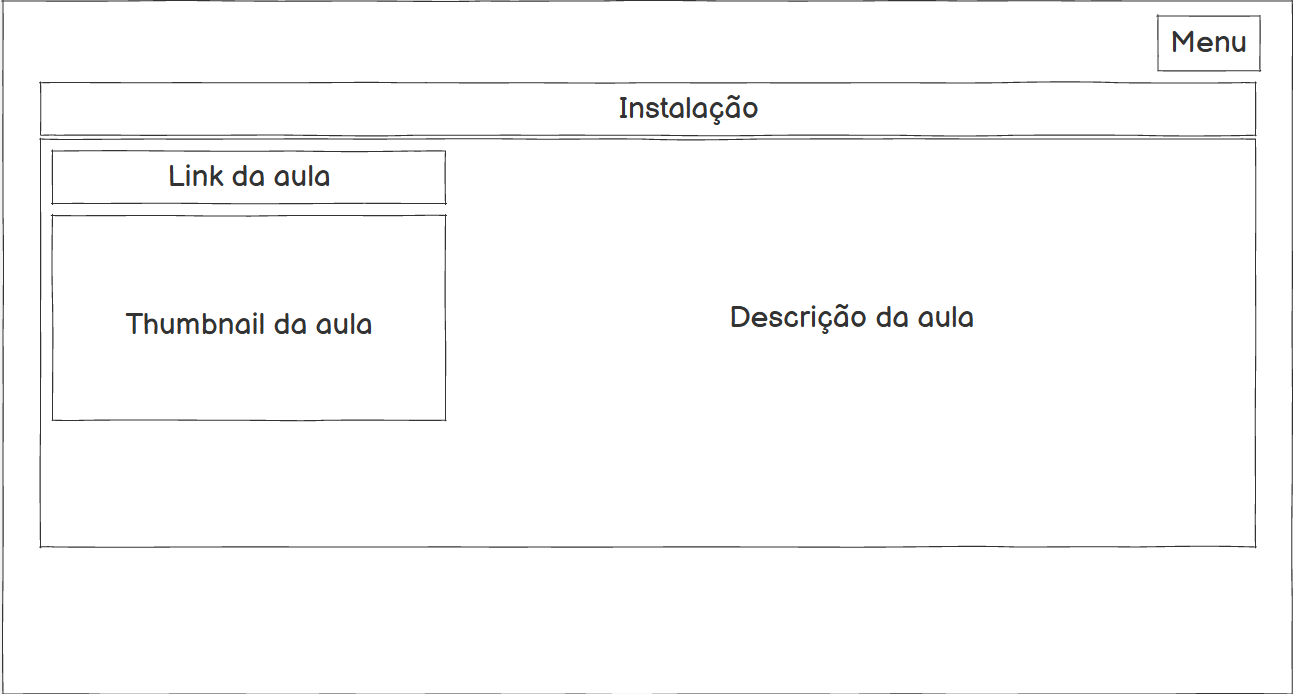 Menu
Instalação
Link da aula
Thumbnail da aula
Descrição da aula